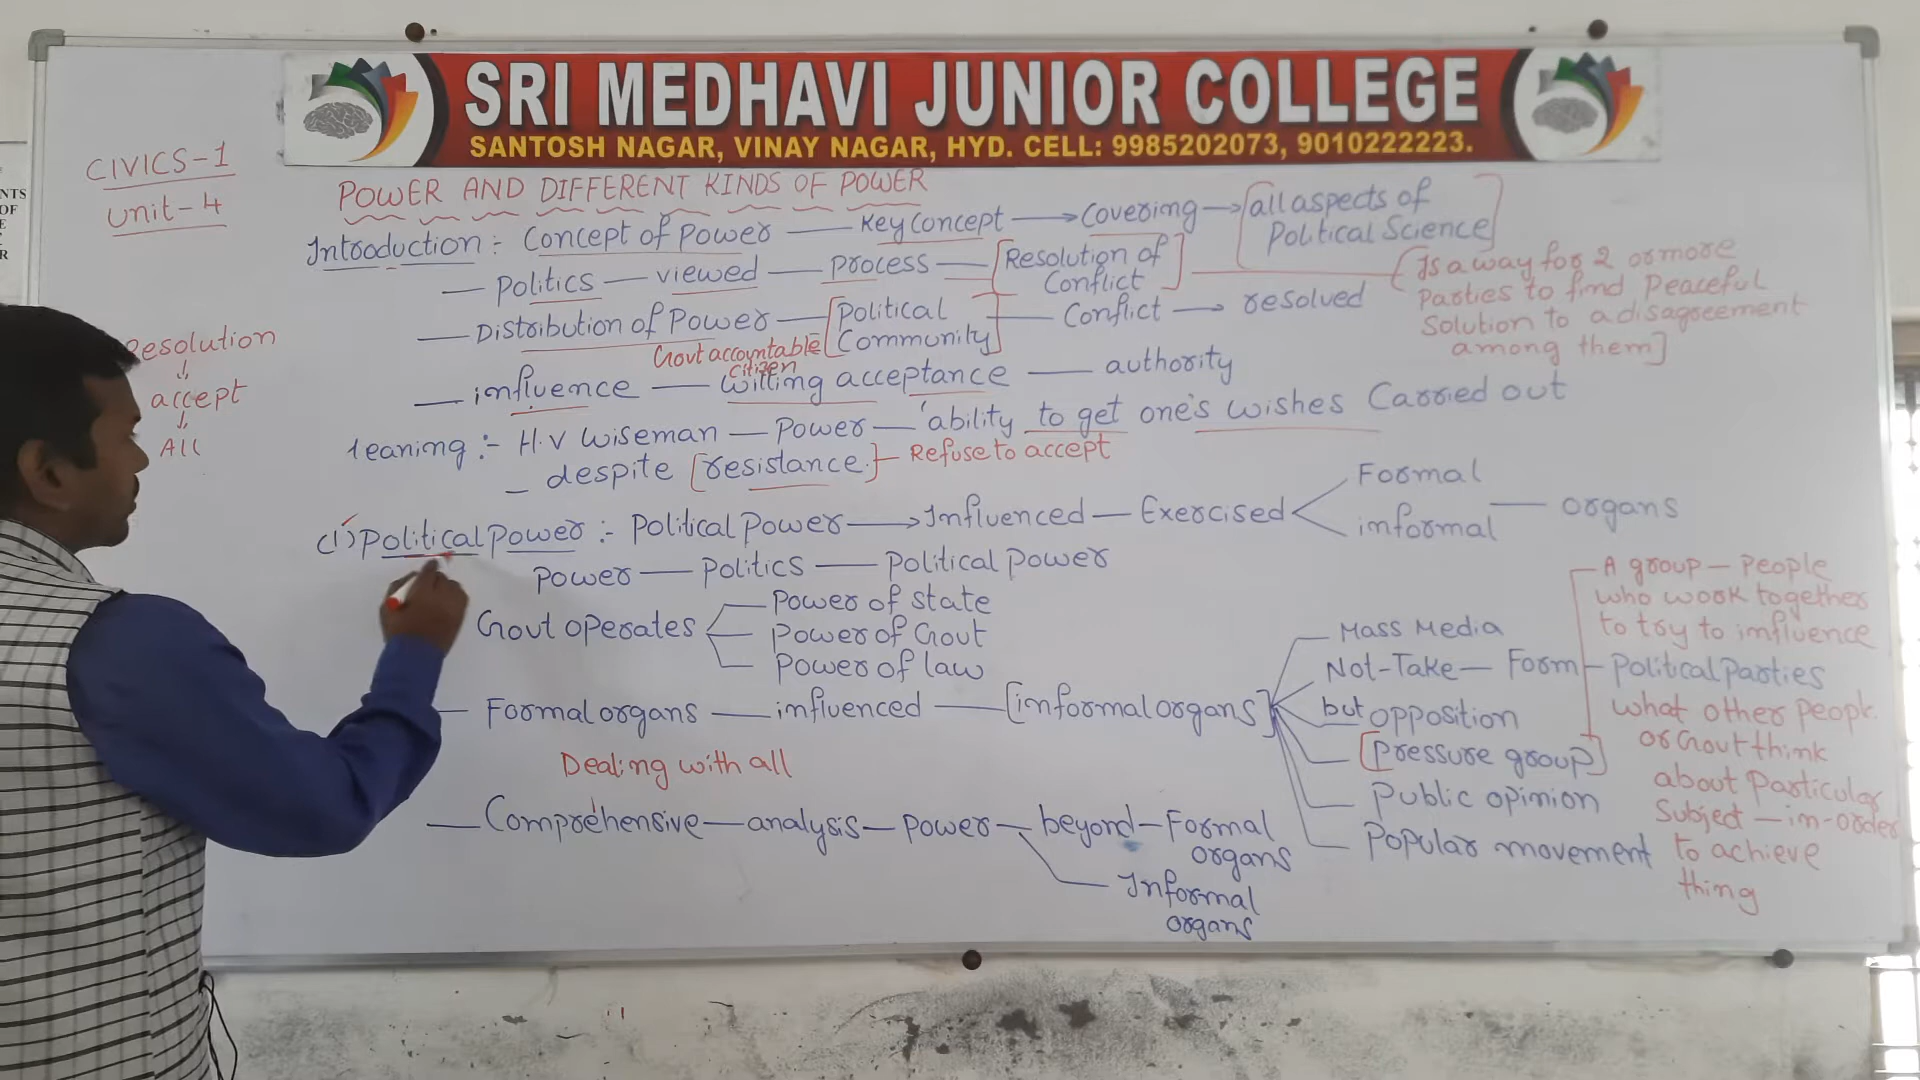 SRI MEDHAVI JUNIOR COLLEGE
SANTOSH NAGAR, VINAY NAGAR, HYD. CELL: 9985202073, 9010222223.
NTS
OF
E
R
CIVICS-1
Unit-4
Resolution
↓
accept
↓
All
POWER AND DIFFERENT KINDS OF POWER
Introduction :- Concept of Power — Key Concept → Covering → [all aspects of
Political Science]
— Politics — viewed — process — [Resolution of
Conflict]
[Is a way for 2 or more
Parties to find Peaceful
Solution to a disagreement
among them]
— Distribution of Power — [Political
Community] — Conflict → resolved
Govt accountable
citizen
— influence — willing acceptance — authority
eaning :- H.V Wiseman — Power — 'ability to get one's wishes Carried out
– despite [resistance.] — Refuse to accept
(1) Political Power :- Political Power → Influenced — Exercised < Formal
informal — organs
Power — Politics — Political Power
Govt operates — Power of state
— Power of Govt
— Power of law
— Formal organs — influenced — [informal organs]
— Mass Media
Not-Take — Form — Political Parties
but opposition
— [Pressure group]
— Public opinion
— Popular movement
A group — People
who work together
to try to influence
what other people
or Govt think
about Particular
Subject — in-order
to achieve
thing
Dealing with all
— Comprehensive — analysis — Power — beyond — Formal
organs
— Informal
organs